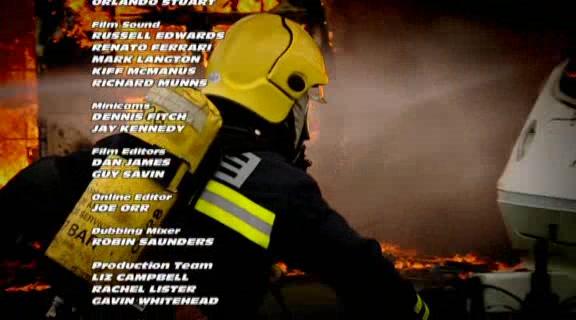 ORLANDO STUART
Film Sound
RUSSELL EDWARDS
RENATO FERRARI
MARK LANGTON
KIFF McMANUS
RICHARD MUNNS
Minicams
DENNIS FITCH
JAY KENNEDY
Film Editors
DAN JAMES
GUY SAVIN
Online Editor
JOE ORR
Dubbing Mixer
ROBIN SAUNDERS
Production Team
LIZ CAMPBELL
RACHEL LISTER
GAVIN WHITEHEAD
BA
3